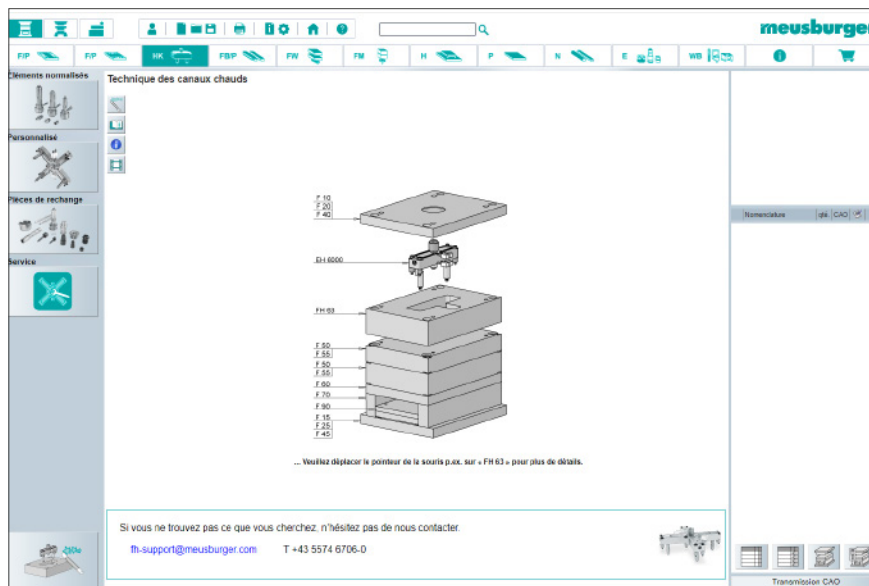 meusburger
F/P
F/P
HK
FB/P
FW
FM
H
P
N
E
WB
Eléments normalisés
Personnalisé
Pièces de rechange
Service
Technique des canaux chauds
F 10
F 20
F 40
EH 6000
FH 63
F 50
F 55
F 50
F 55
F 60
F 70
F 90
F 15
F 25
F 45
... Veuillez déplacer le pointeur de la souris p.ex. sur « FH 63 » pour plus de détails.
Si vous ne trouvez pas ce que vous cherchez, n'hésitez pas de nous contacter.
fh-support@meusburger.com T +43 5574 6706-0
Nomenclature qté. CAO
Transmission CAO